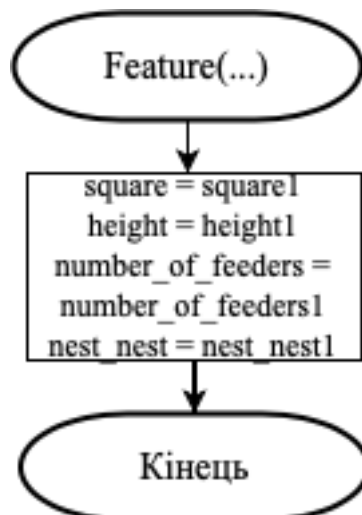 Feature(...)
square = square1
height = height1
number_of_feeders =
number_of_feeders1
nest_nest = nest_nest1
Кінець